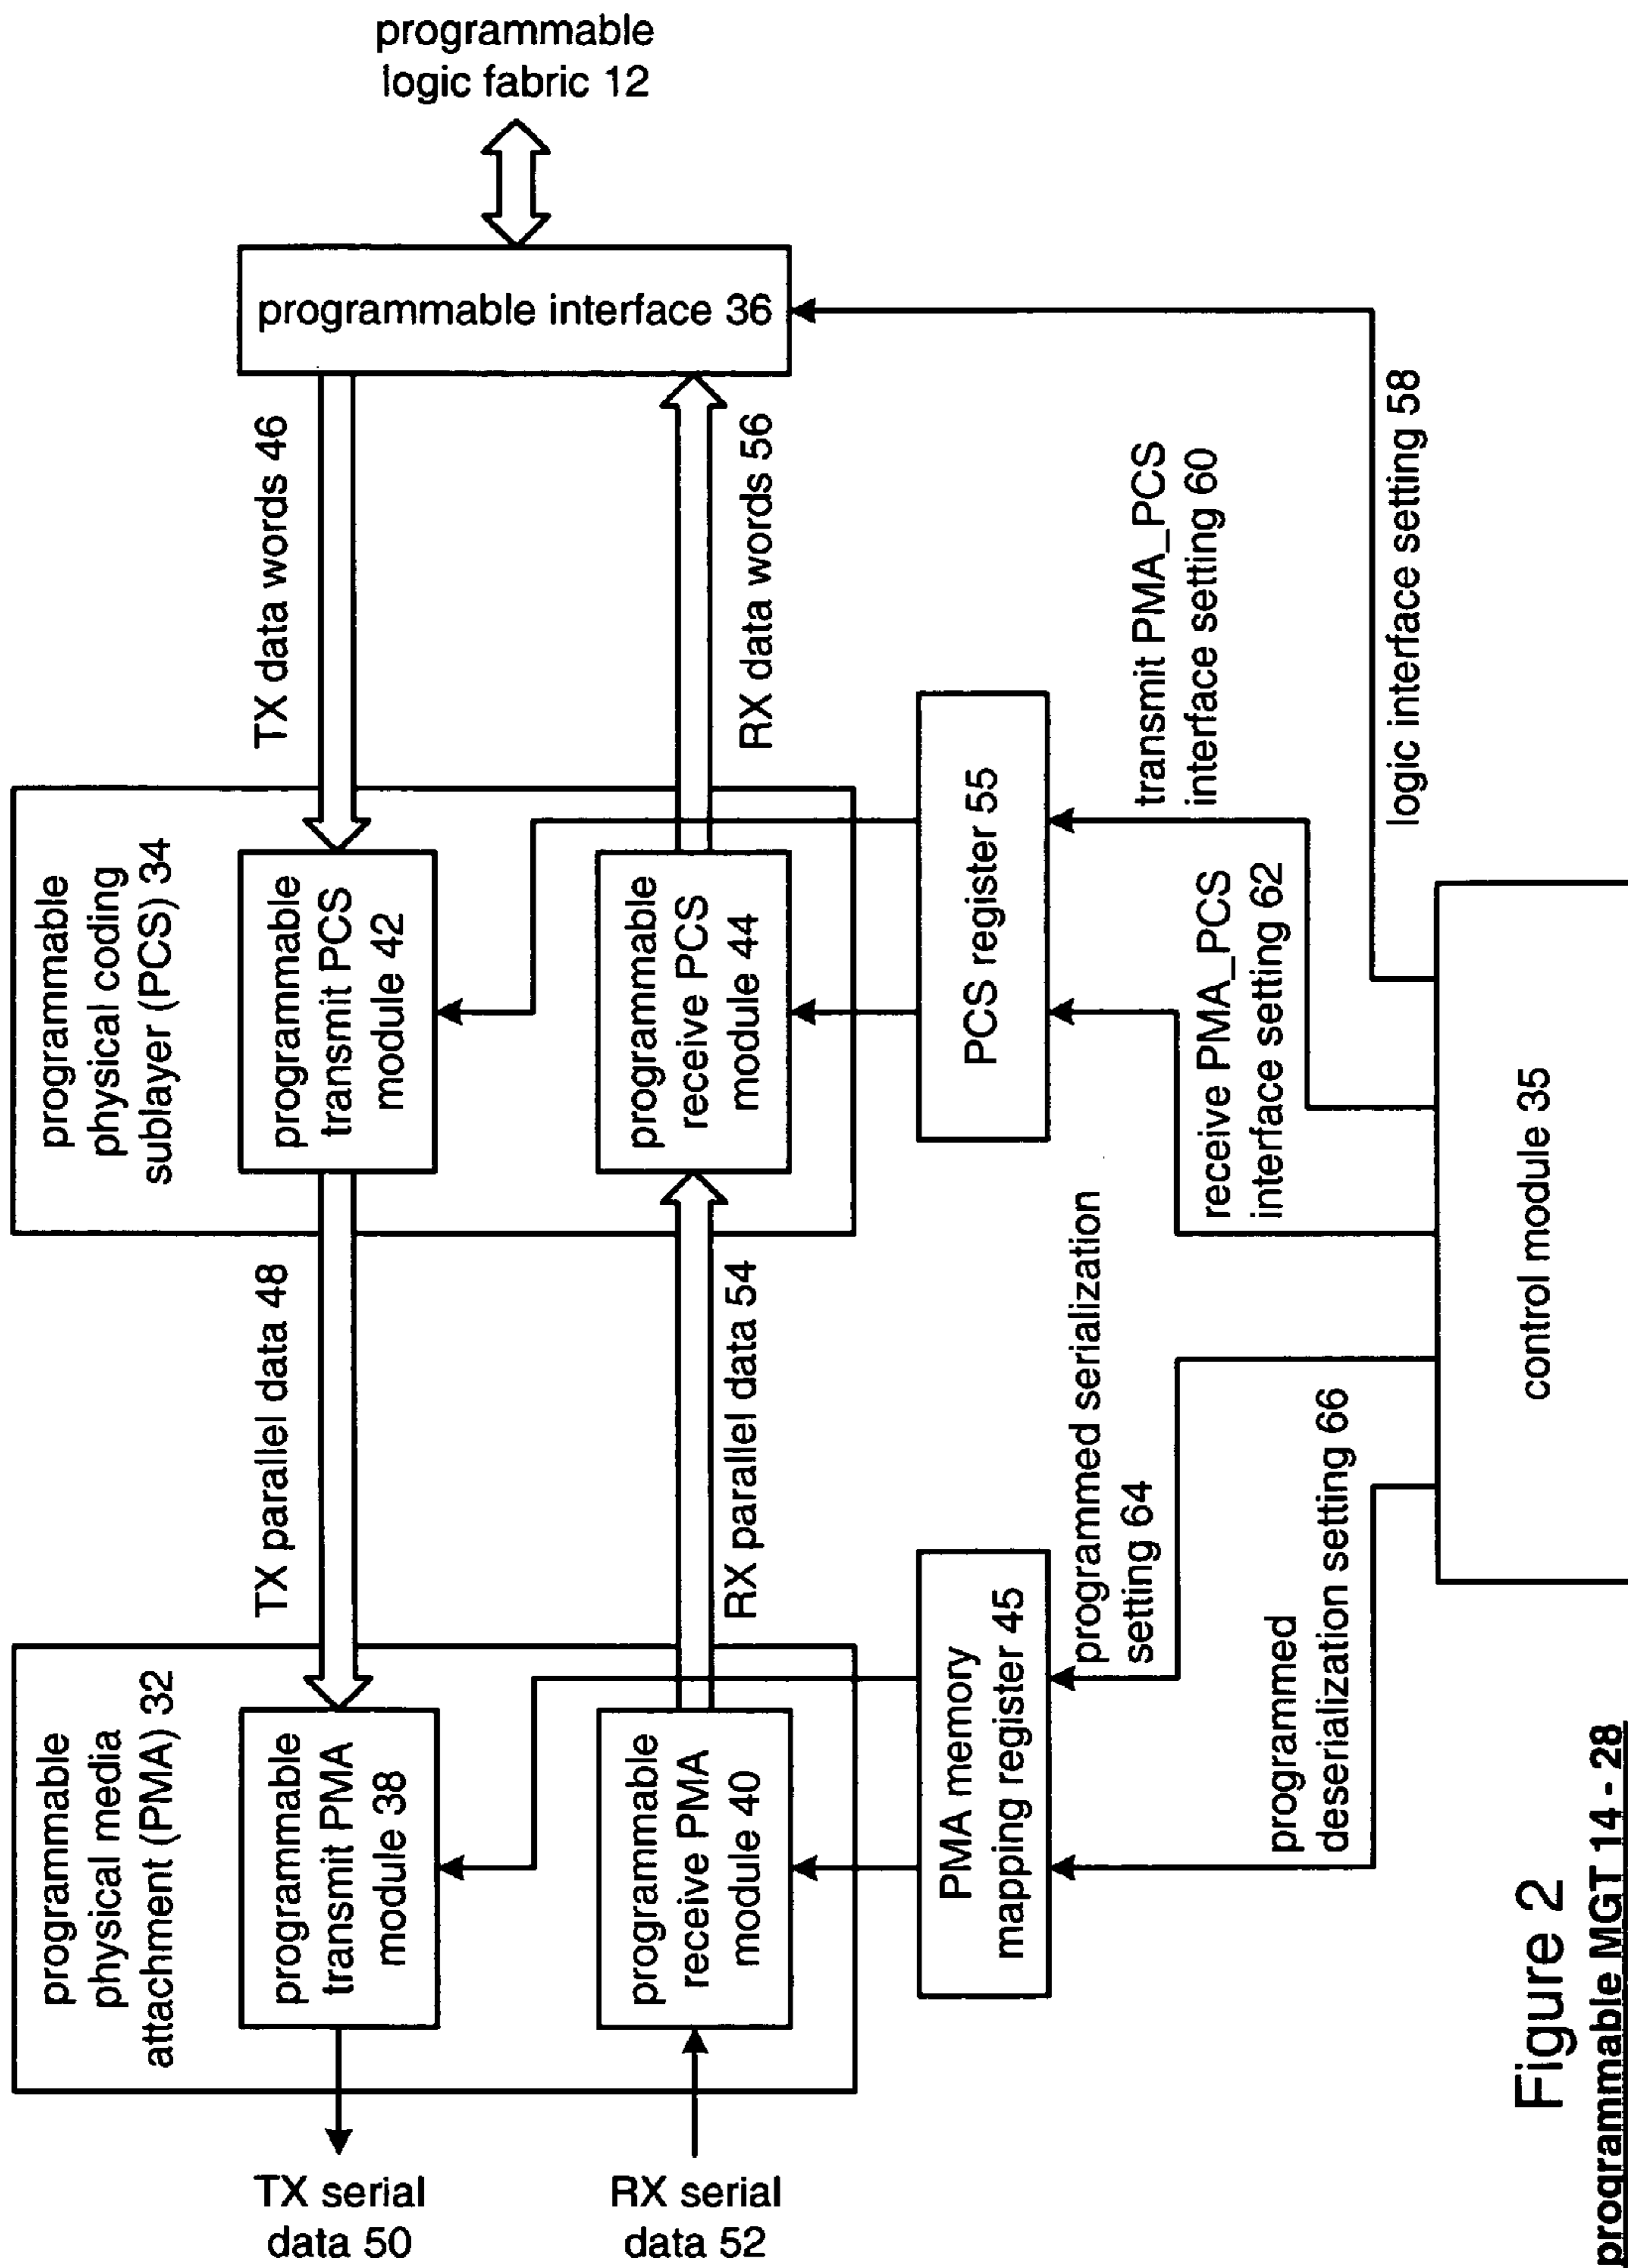 programmable
logic fabric 12
programmable interface 36
TX data words 46
RX data words 56
programmable
physical coding
sublayer (PCS) 34
programmable
transmit PCS
module 42
programmable
receive PCS
module 44
PCS register 55
transmit PMA_PCS
interface setting 60
logic interface setting 58
receive PMA_PCS
interface setting 62
TX parallel data 48
RX parallel data 54
programmed serialization
setting 64
programmable
physical media
attachment (PMA) 32
programmable
transmit PMA
module 38
programmable
receive PMA
module 40
PMA memory
mapping register 45
programmed
deserialization setting 66
control module 35
TX serial
data 50
RX serial
data 52
Figure 2
programmable MGT 14 - 28